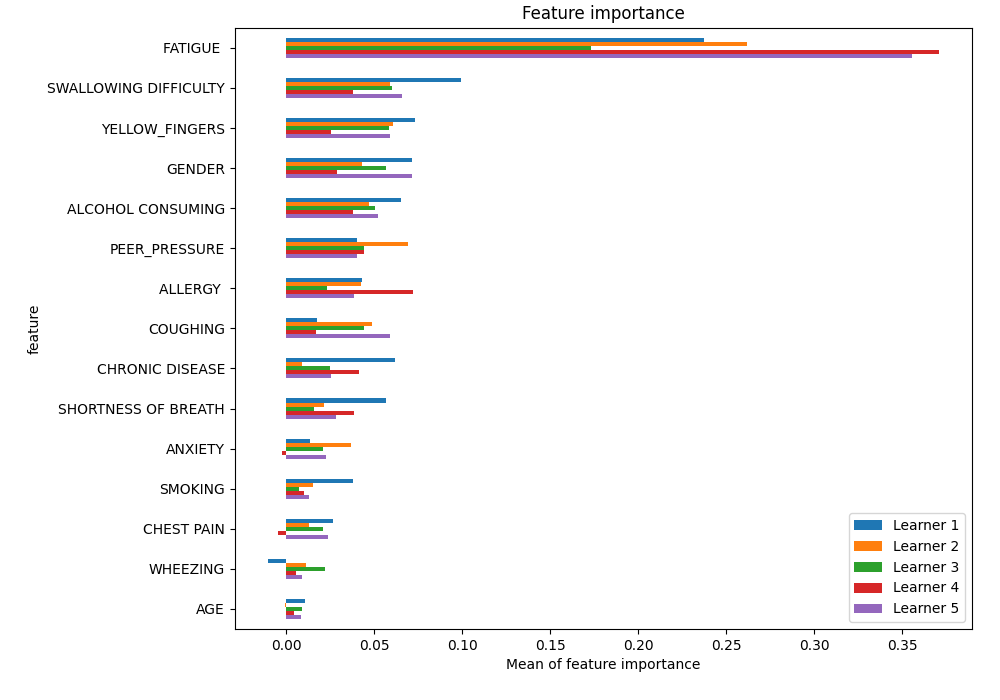 Feature importance
FATIGUE
SWALLOWING DIFFICULTY
YELLOW_FINGERS
GENDER
ALCOHOL CONSUMING
PEER_PRESSURE
ALLERGY
COUGHING
CHRONIC DISEASE
SHORTNESS OF BREATH
ANXIETY
SMOKING
CHEST PAIN
WHEEZING
AGE
feature
Learner 1
Learner 2
Learner 3
Learner 4
Learner 5
0.00 0.05 0.10 0.15 0.20 0.25 0.30 0.35
Mean of feature importance